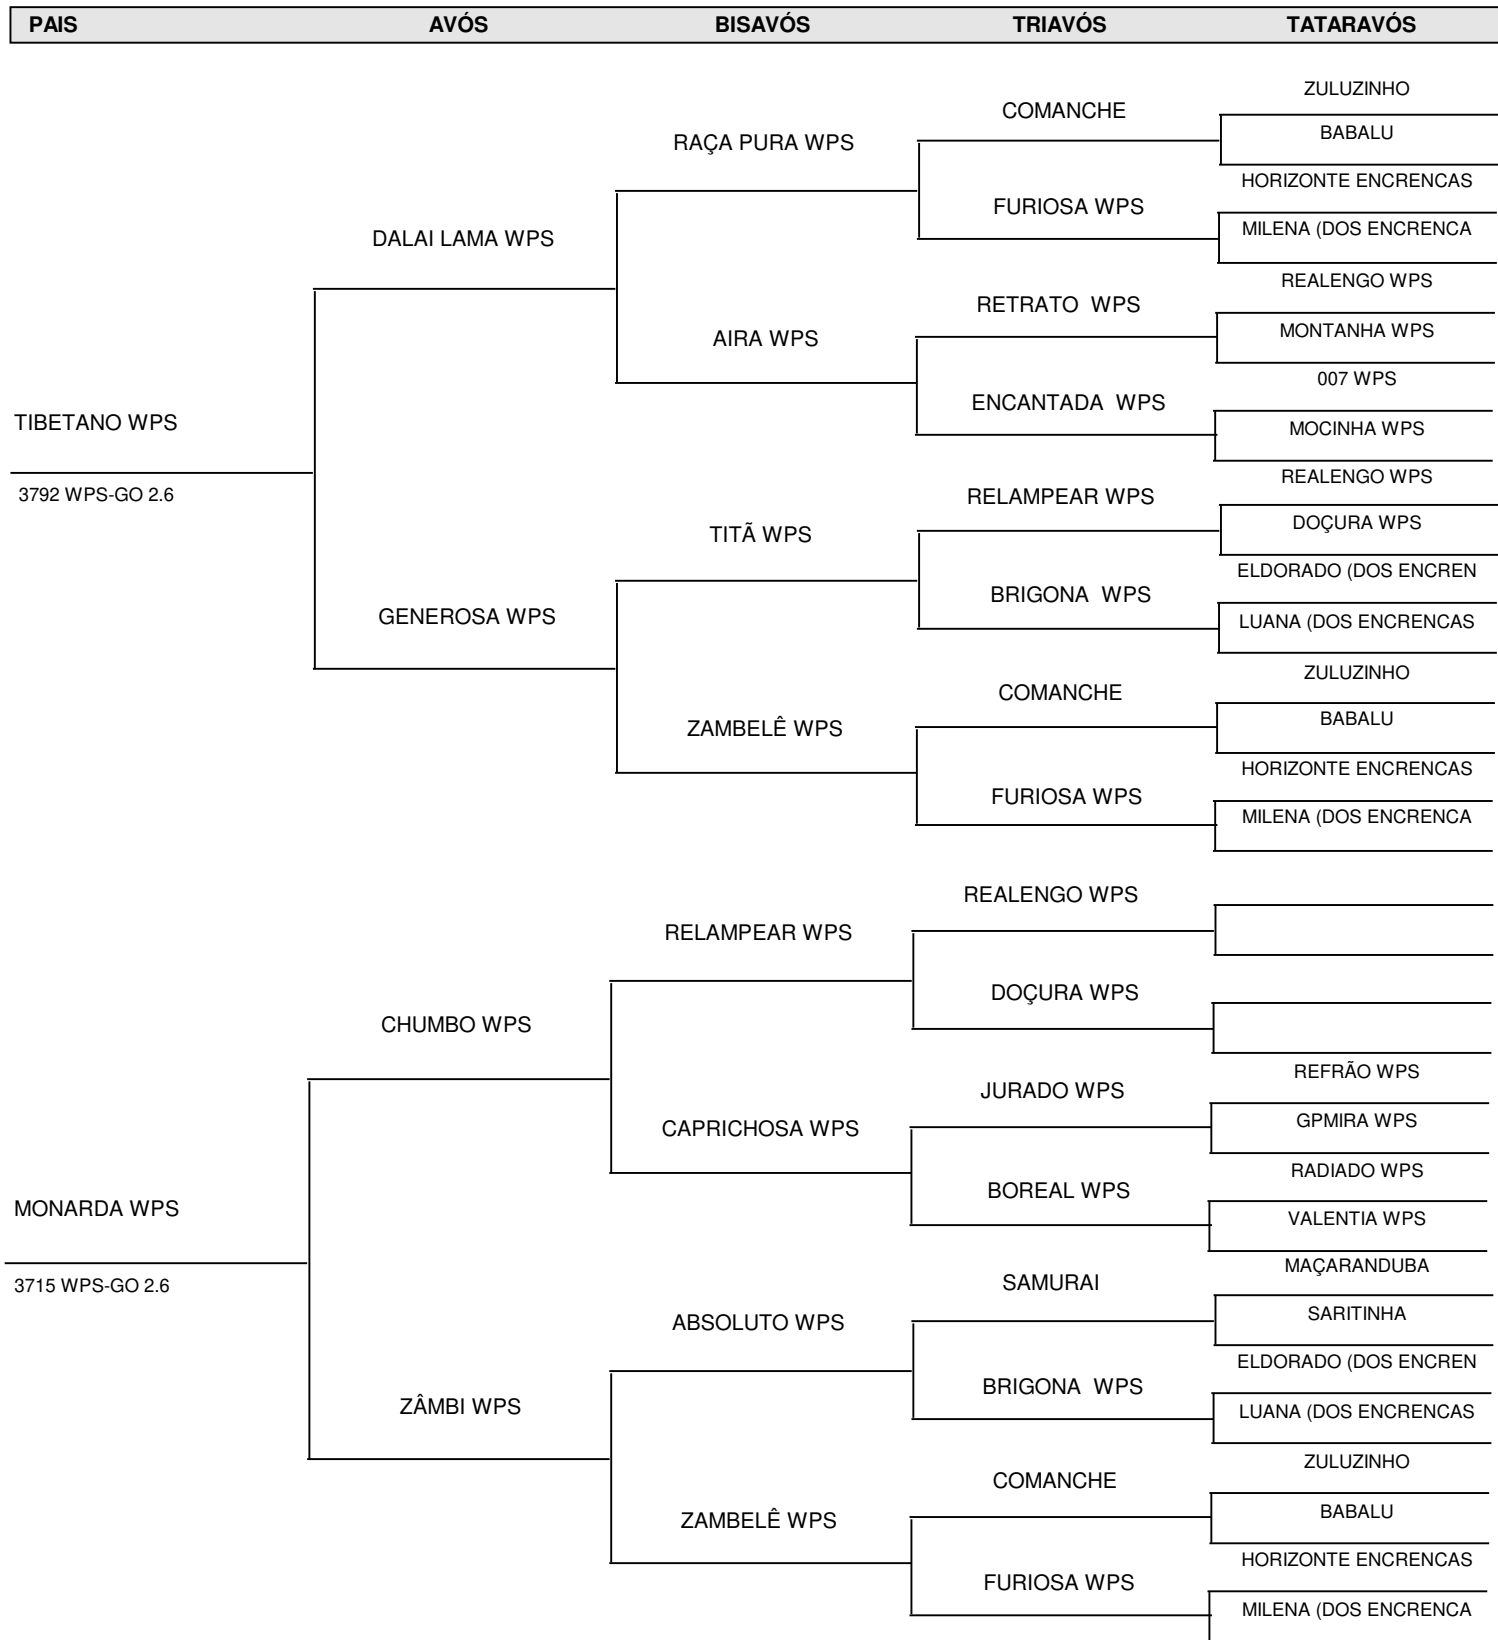 PAIS AVÓS BISAVÓS TRIAVÓS TATARAVÓS
ZULUZINHO
COMANCHE
BABALU
RAÇA PURA WPS
HORIZONTE ENCRENCAS
FURIOSA WPS
MILENA (DOS ENCRENCA
DALAI LAMA WPS
REALENGO WPS
RETRATO WPS
MONTANHA WPS
AIRA WPS
007 WPS
ENCANTADA WPS
TIBETANO WPS
MOCINHA WPS
REALENGO WPS
3792 WPS-GO 2.6
RELAMPEAR WPS
DOÇURA WPS
TITÃ WPS
ELDORADO (DOS ENCREN
BRIGONA WPS
GENEROSA WPS
LUANA (DOS ENCRENCAS
ZULUZINHO
COMANCHE
BABALU
ZAMBELÊ WPS
HORIZONTE ENCRENCAS
FURIOSA WPS
MILENA (DOS ENCRENCA
REALENGO WPS
RELAMPEAR WPS
DOÇURA WPS
CHUMBO WPS
REFRÃO WPS
JURADO WPS
GPMIRA WPS
CAPRICHOSA WPS
RADIADO WPS
BOREAL WPS
MONARDA WPS
VALENTIA WPS
MAÇARANDUBA
3715 WPS-GO 2.6
SAMURAI
SARITINHA
ABSOLUTO WPS
ELDORADO (DOS ENCREN
BRIGONA WPS
ZÂMBI WPS
LUANA (DOS ENCRENCAS
ZULUZINHO
COMANCHE
BABALU
ZAMBELÊ WPS
HORIZONTE ENCRENCAS
FURIOSA WPS
MILENA (DOS ENCRENCA